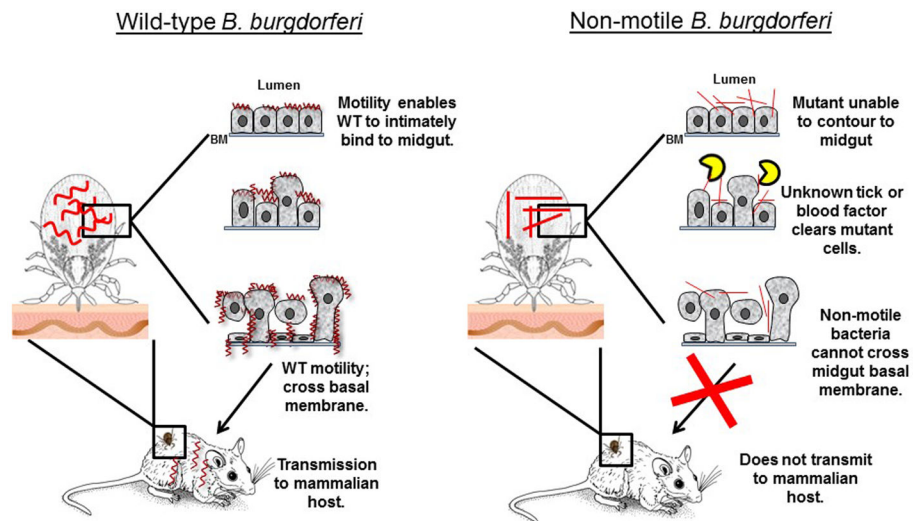 Wild-type B. burgdorferi
Lumen
Motility enables
WT to intimately
bind to midgut.
BM
WT motility;
cross basal
membrane.
Transmission
to mammalian
host.
Non-motile B. burgdorferi
Lumen
Mutant unable
to contour to
midgut
BM
Unknown tick or
blood factor
clears mutant
cells.
Non-motile
bacteria
cannot cross
midgut basal
membrane.
Does not transmit
to mammalian
host.